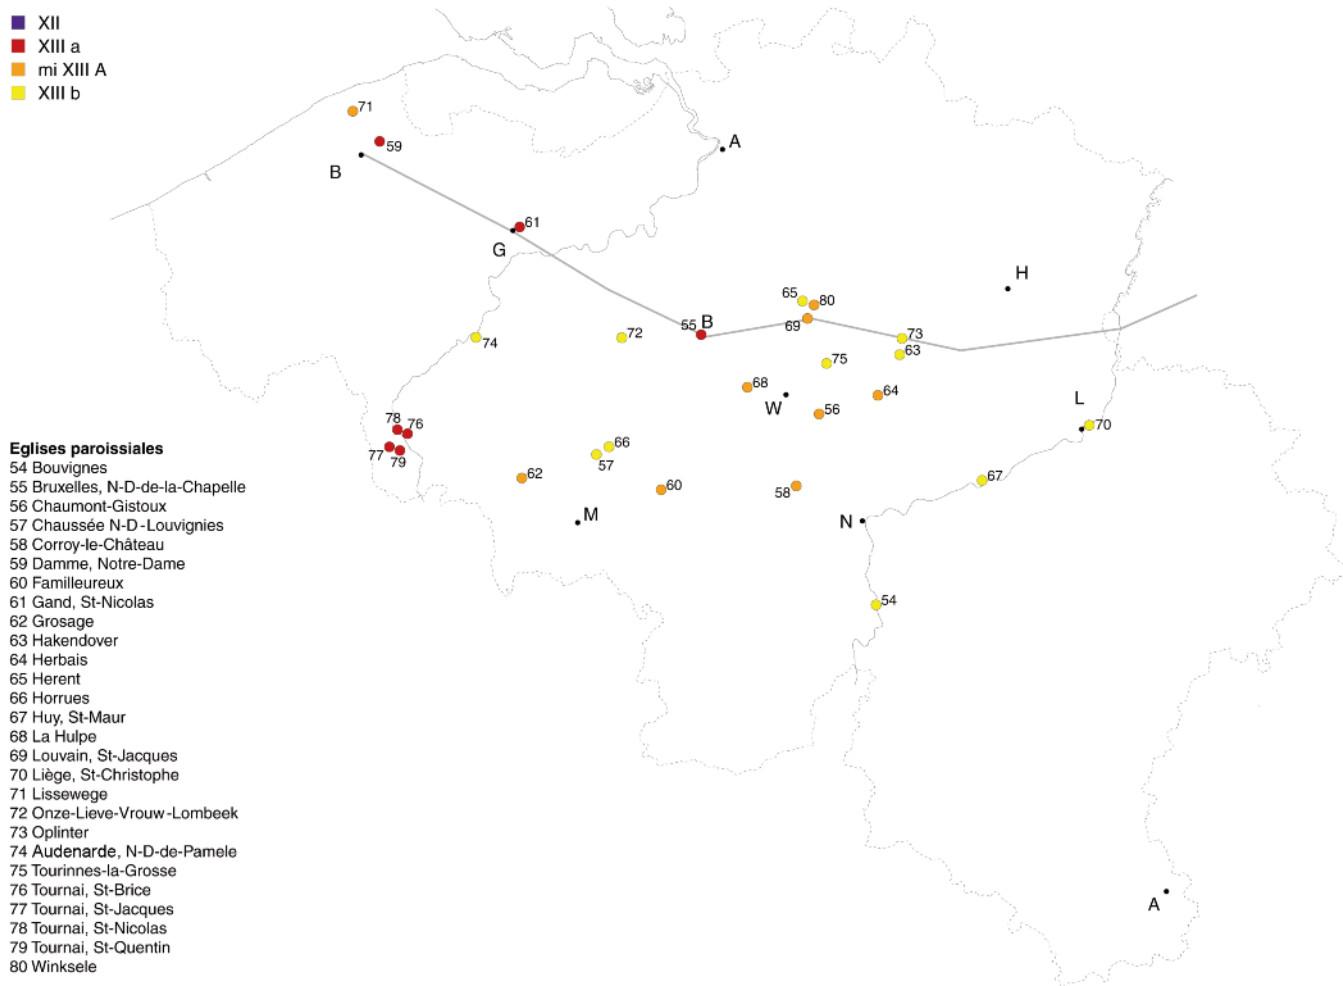 XII
XIII a
mi XIII A
XIII b
71
59
B
A
61
G
H
65
80
69
55
B
73
63
72
74
75
68
64
W
56
L
70
78
76
77
79
66
57
62
60
58
67
M
N
54
A
Eglises paroissiales
54 Bouvignes
55 Bruxelles, N-D-de-la-Chapelle
56 Chaumont-Gistoux
57 Chaussée N-D-Louvignies
58 Corroy-le-Château
59 Damme, Notre-Dame
60 Familleureux
61 Gand, St-Nicolas
62 Grosage
63 Hakendover
64 Herbais
65 Herent
66 Horrues
67 Huy, St-Maur
68 La Hulpe
69 Louvain, St-Jacques
70 Liège, St-Christophe
71 Lissewege
72 Onze-Lieve-Vrouw-Lombeek
73 Oplinter
74 Audenarde, N-D-de-Pamele
75 Tourinnes-la-Grosse
76 Tournai, St-Brice
77 Tournai, St-Jacques
78 Tournai, St-Nicolas
79 Tournai, St-Quentin
80 Winksele